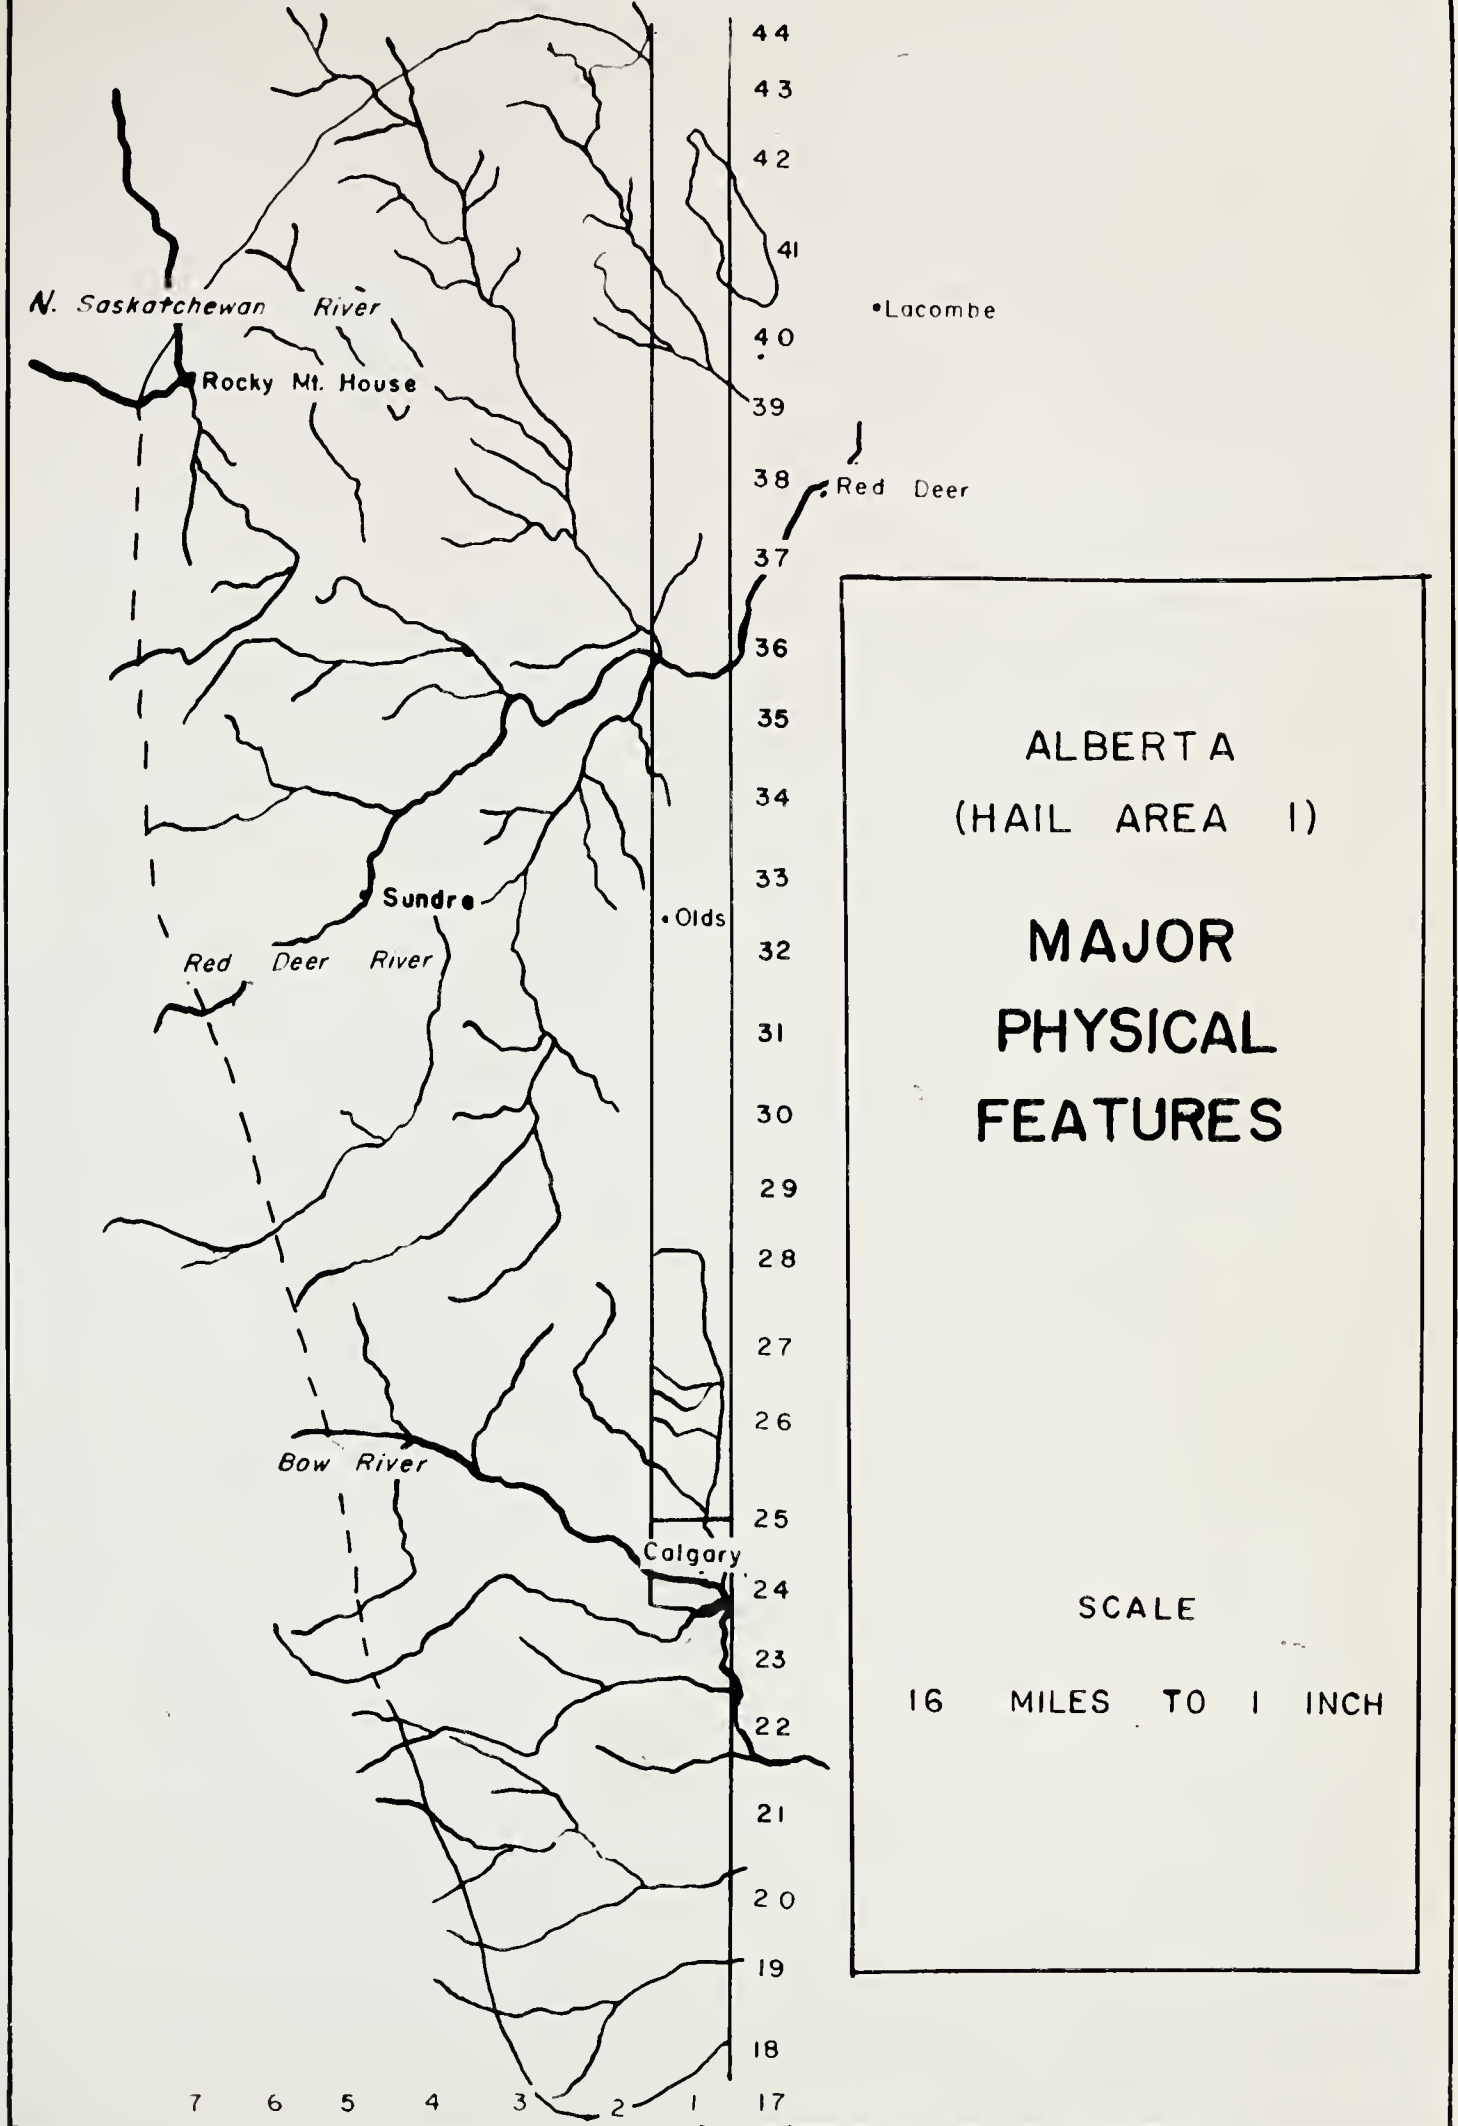 44
43
42
41
N. Saskatchewan River
•Lacombe
40
Rocky Mt. House
39
38
Red Deer
37
36
35
34
33
Sundre
•Olds
32
Red Deer River
31
30
29
28
27
26
Bow River
25
Calgary
24
23
22
21
20
19
18
7 6 5 4 3 2 1 17
ALBERTA
(HAIL AREA 1)
MAJOR
PHYSICAL
FEATURES
SCALE
16 MILES TO 1 INCH